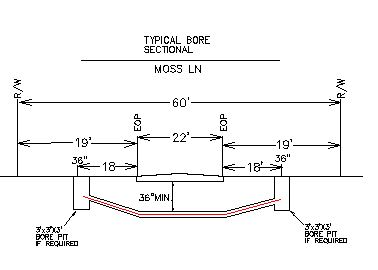 TYPICAL BORE
SECTIONAL
MOSS LN
R/W
R/W
60'
EOP
EOP
19'
22'
19'
36"
18
18'
36"
36"MIN.
3'x3'x3'
BORE PIT
IF REQUIRED
3'x3'x3'
BORE PIT
IF REQUIRED